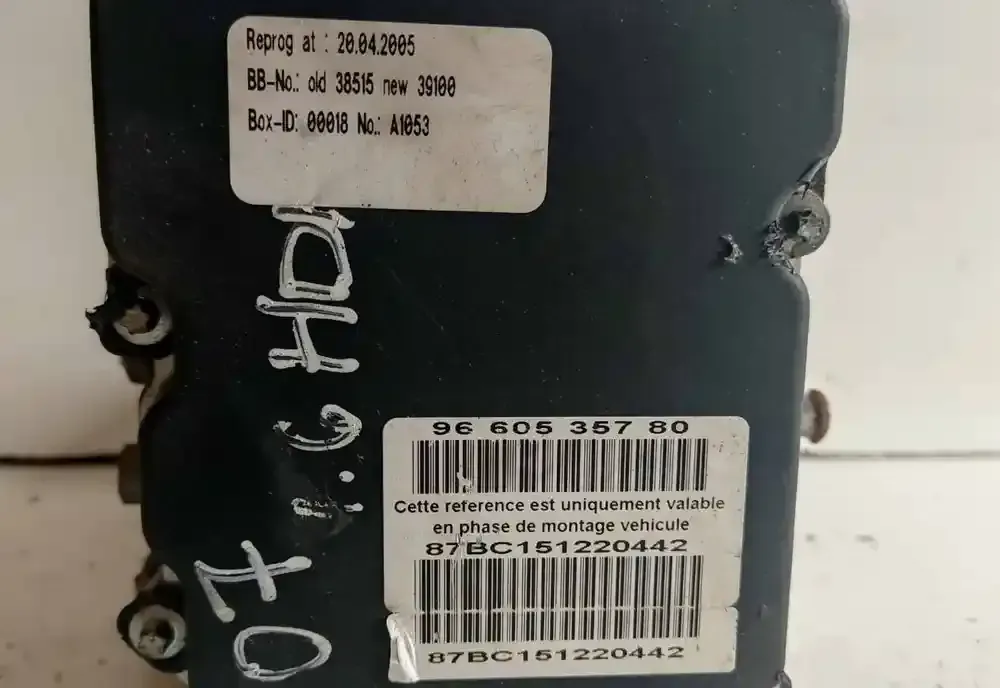 Reprog at : 20.04.2005
BB-No.: old 38515 new 39100
Box-ID: 00018 No.: A1053
07 1.6 HDI
96 605 357 80
Cette reference est uniquement valable
en phase de montage vehicule
87BC151220442
87BC151220442